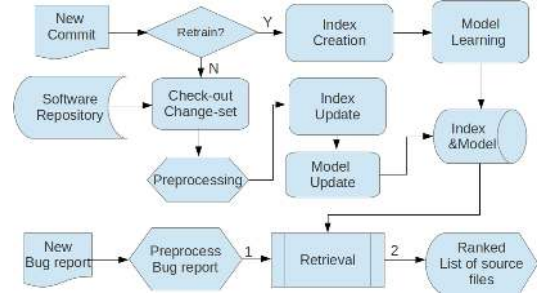 New
Commit
Retrain?
Y
Index
Creation
Model
Learning
N
Software
Repository
Check-out
Change-set
Index
Update
Index
&Model
Preprocessing
Model
Update
New
Bug report
Preprocess
Bug report
1
Retrieval
2
Ranked
List of source
files